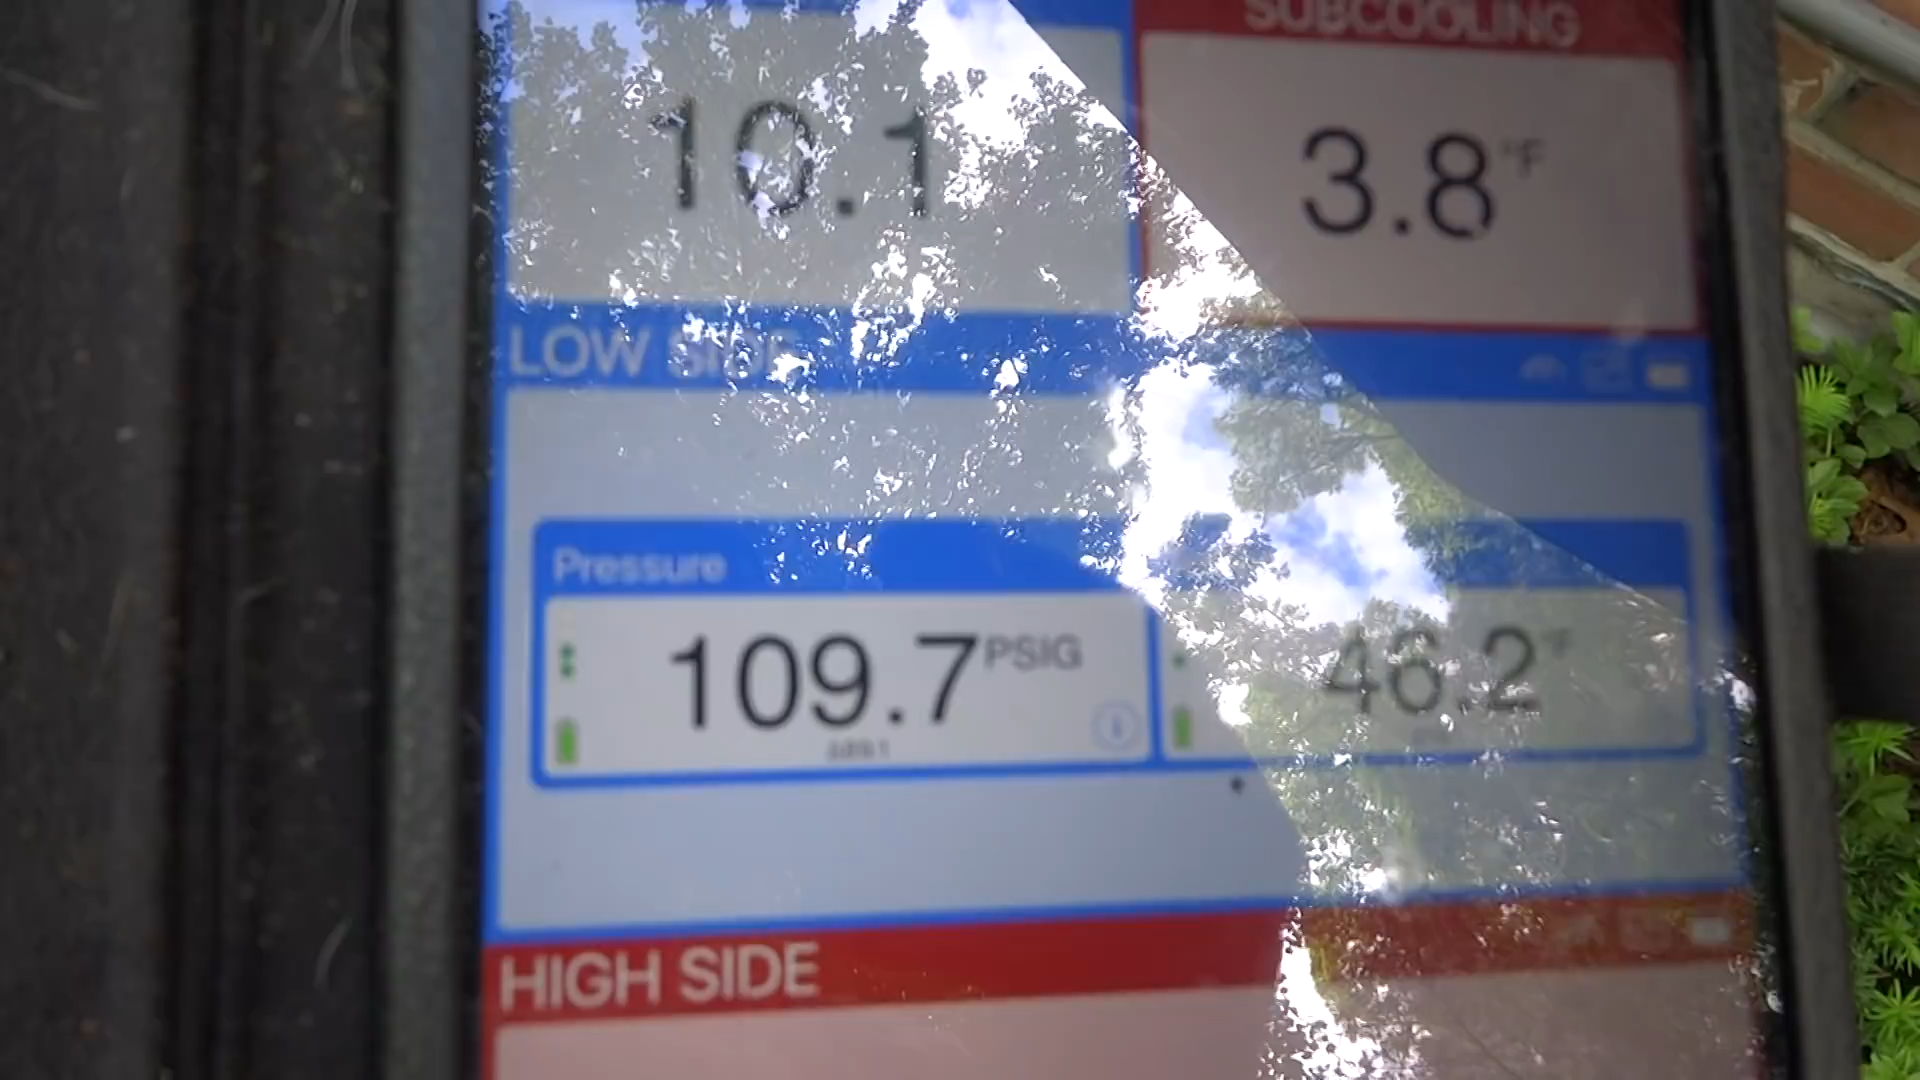 SUBCOOLING
10.1
3.8°F
LOW SIDE
Pressure
109.7 PSIG
46.2°F
HIGH SIDE